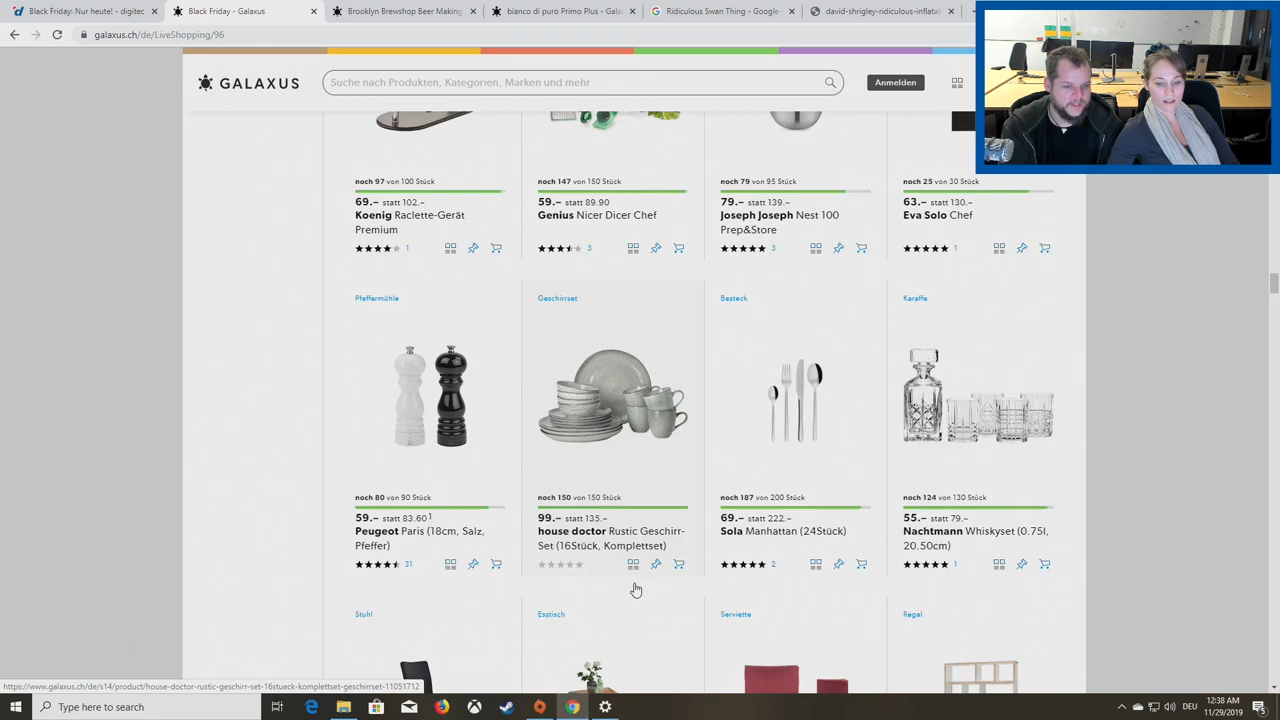 Black Friday: Nur heute! - digitec
Black Friday - Galaxus
Brooklyn Brewshop Beer Making
bianco di puro Primo Plus - Gala
Ridiculous Swan Thing - Google
david-shrigley-ridiculous-inflatab
galaxus.ch/de/LiveShopping/96
GALAXUS
Suche nach Produkten, Kategorien, Marken und mehr
Anmelden
noch 97 von 100 Stück
69.– statt 102.–
Koenig Raclette-Gerät
Premium
1
noch 147 von 150 Stück
59.– statt 89.90
Genius Nicer Dicer Chef
3
noch 79 von 95 Stück
79.– statt 139.–
Joseph Joseph Nest 100
Prep&Store
3
noch 25 von 30 Stück
63.– statt 130.–
Eva Solo Chef
1
Pfeffermühle
noch 80 von 90 Stück
59.– statt 83.60¹
Peugeot Paris (18cm, Salz,
Pfeffer)
31
Geschirrset
noch 150 von 150 Stück
99.– statt 135.–
house doctor Rustic Geschirr-
Set (16Stück, Komplettset)
Besteck
noch 187 von 200 Stück
69.– statt 222.–
Sola Manhattan (24Stück)
2
Karaffe
noch 124 von 130 Stück
55.– statt 79.–
Nachtmann Whiskyset (0.75l,
20.50cm)
1
Stuhl
Esstisch
Serviette
Regal
https://www.galaxus.ch/de/s14/product/house-doctor-rustic-geschirr-set-16stueck-komplettset-geschirrset-11051712
Type here to search
DEU
12:38 AM
11/29/2019
5